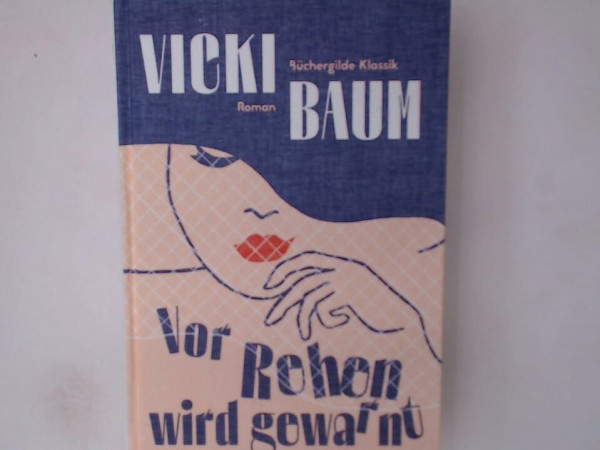 VICKI
Büchergilde Klassik
Roman
BAUM
Vor
Rehen
wird gewarnt